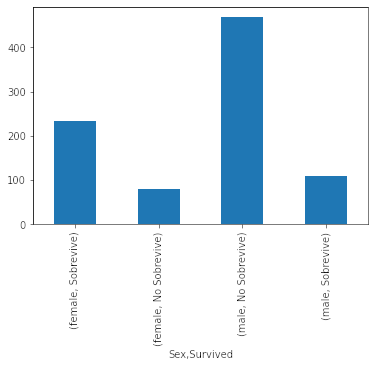 400
300
200
100
0
(female, Sobrevive)
(female, No Sobrevive)
(male, No Sobrevive)
(male, Sobrevive)
Sex,Survived